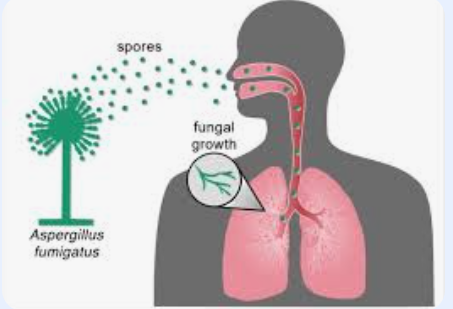 spores
fungal
growth
Aspergillus
fumigatus